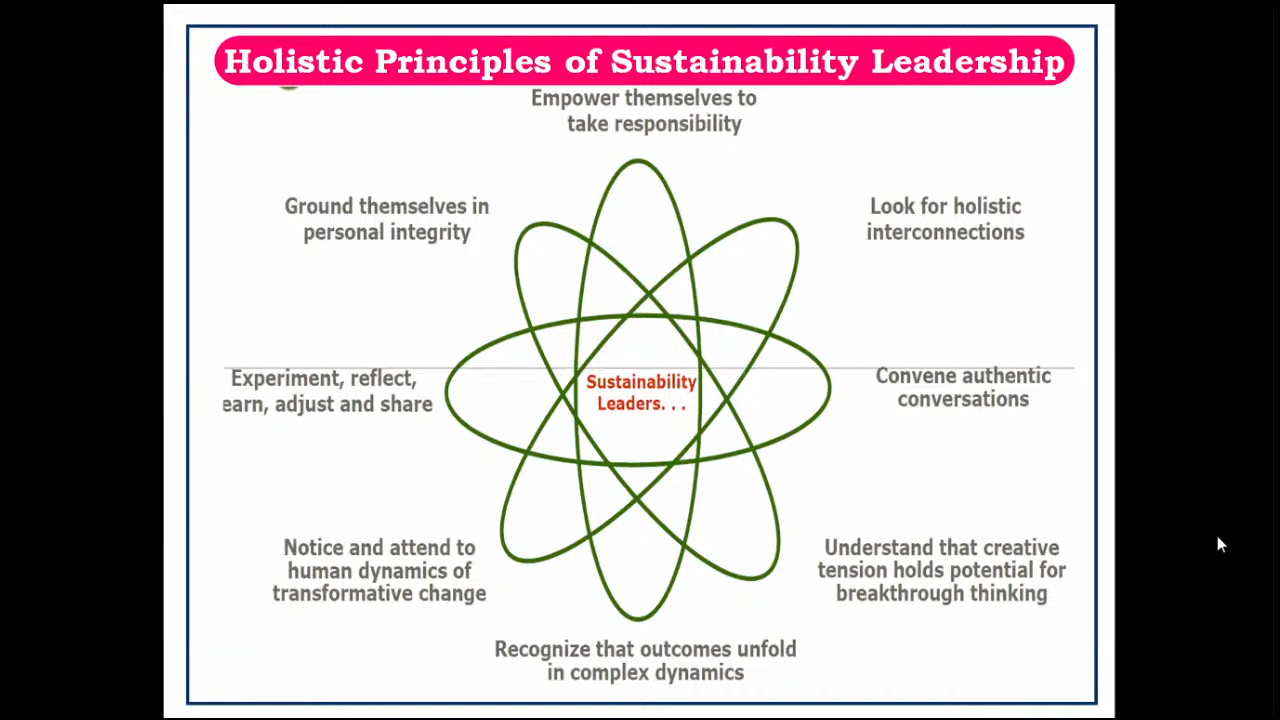 Holistic Principles of Sustainability Leadership
Empower themselves to
take responsibility
Ground themselves in
personal integrity
Look for holistic
interconnections
Experiment, reflect,
earn, adjust and share
Sustainability
Leaders. . .
Convene authentic
conversations
Notice and attend to
human dynamics of
transformative change
Understand that creative
tension holds potential for
breakthrough thinking
Recognize that outcomes unfold
in complex dynamics